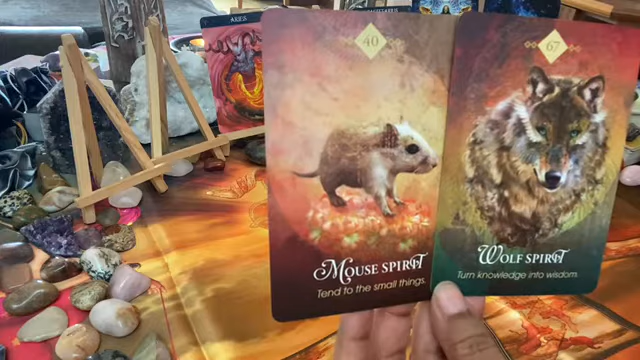 ARIES
40
67
MOUSE SPIRIT
Tend to the small things.
WOLF SPIRIT
Turn knowledge into wisdom.